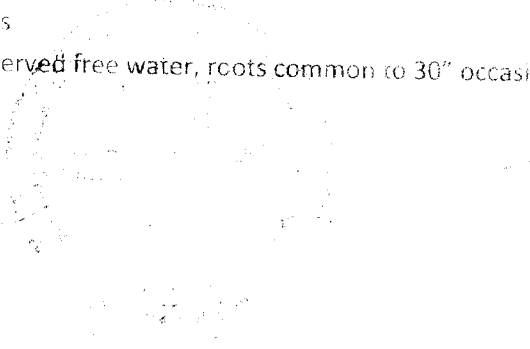 s
erved free water, roots common to 30" occasi